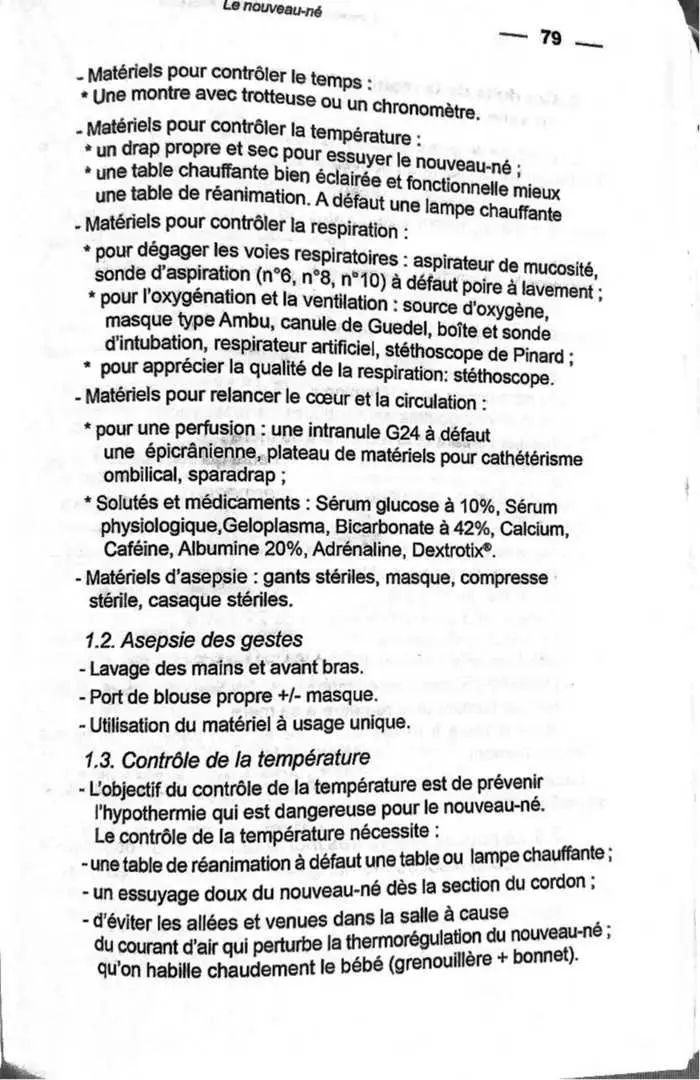 Le nouveau-né
— 79 —
- Matériels pour contrôler le temps :
* Une montre avec trotteuse ou un chronomètre.
- Matériels pour contrôler la température :
* un drap propre et sec pour essuyer le nouveau-né ;
* une table chauffante bien éclairée et fonctionnelle mieux
une table de réanimation. A défaut une lampe chauffante
- Matériels pour contrôler la respiration :
* pour dégager les voies respiratoires : aspirateur de mucosité,
sonde d'aspiration (n°6, n°8, n°10) à défaut poire à lavement ;
* pour l'oxygénation et la ventilation : source d'oxygène,
masque type Ambu, canule de Guedel, boîte et sonde
d'intubation, respirateur artificiel, stéthoscope de Pinard ;
* pour apprécier la qualité de la respiration: stéthoscope.
- Matériels pour relancer le cœur et la circulation :
* pour une perfusion : une intranule G24 à défaut
une épicrânienne, plateau de matériels pour cathétérisme
ombilical, sparadrap ;
* Solutés et médicaments : Sérum glucose à 10%, Sérum
physiologique,Geloplasma, Bicarbonate à 42%, Calcium,
Caféine, Albumine 20%, Adrénaline, Dextrotix®.
- Matériels d'asepsie : gants stériles, masque, compresse
stérile, casaque stériles.
1.2. Asepsie des gestes
- Lavage des mains et avant bras.
- Port de blouse propre +/- masque.
- Utilisation du matériel à usage unique.
1.3. Contrôle de la température
- L'objectif du contrôle de la température est de prévenir
l'hypothermie qui est dangereuse pour le nouveau-né.
Le contrôle de la température nécessite :
- une table de réanimation à défaut une table ou lampe chauffante ;
- un essuyage doux du nouveau-né dès la section du cordon ;
- d'éviter les allées et venues dans la salle à cause
du courant d'air qui perturbe la thermorégulation du nouveau-né ;
qu'on habille chaudement le bébé (grenouillère + bonnet).